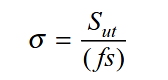 σ = S_ut / (fs)